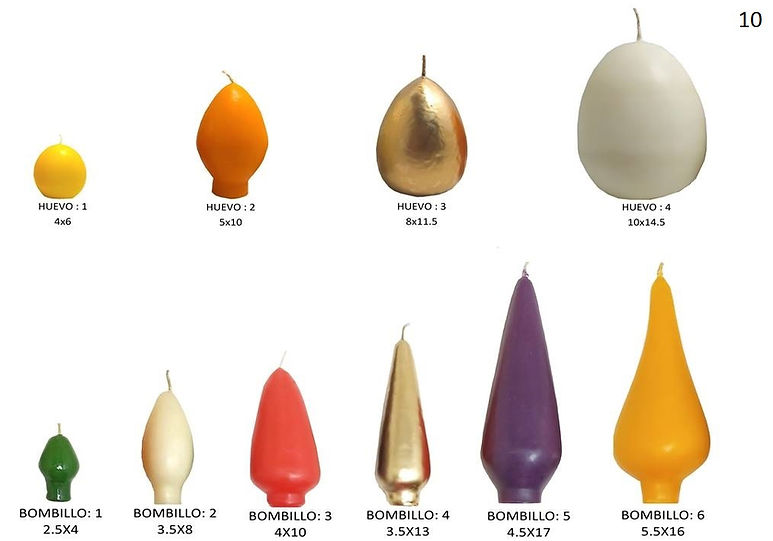 10
HUEVO : 1
4x6
HUEVO : 2
5x10
HUEVO : 3
8x11.5
HUEVO : 4
10x14.5
BOMBILLO: 1
2.5X4
BOMBILLO: 2
3.5X8
BOMBILLO: 3
4X10
BOMBILLO: 4
3.5X13
BOMBILLO: 5
4.5X17
BOMBILLO: 6
5.5X16